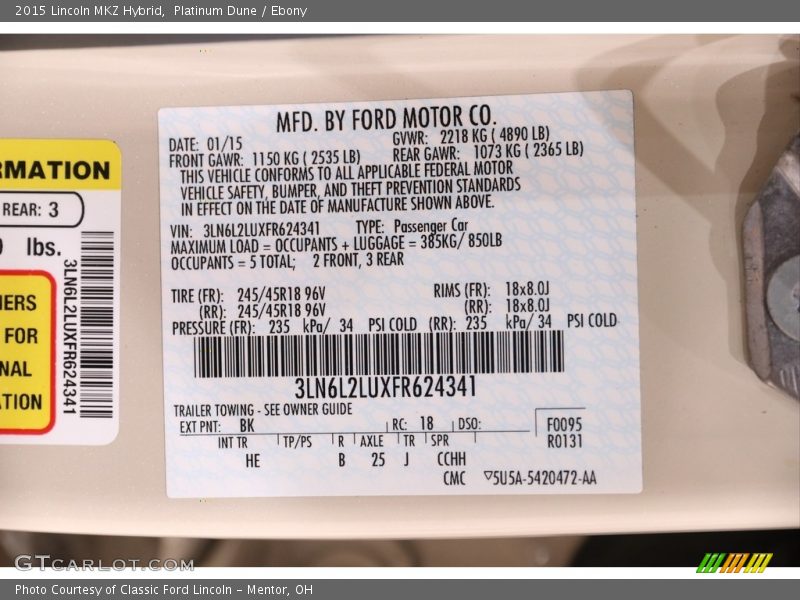 2015 Lincoln MKZ Hybrid, Platinum Dune / Ebony
RMATION
REAR: 3
lbs.
3LN6L2LUXFR624341
IERS
FOR
NAL
ATION
MFD. BY FORD MOTOR CO.
DATE: 01/15 GVWR: 2218 KG ( 4890 LB)
FRONT GAWR: 1150 KG ( 2535 LB) REAR GAWR: 1073 KG ( 2365 LB)
THIS VEHICLE CONFORMS TO ALL APPLICABLE FEDERAL MOTOR
VEHICLE SAFETY, BUMPER, AND THEFT PREVENTION STANDARDS
IN EFFECT ON THE DATE OF MANUFACTURE SHOWN ABOVE.
VIN: 3LN6L2LUXFR624341 TYPE: Passenger Car
MAXIMUM LOAD = OCCUPANTS + LUGGAGE = 385KG/ 850LB
OCCUPANTS = 5 TOTAL; 2 FRONT, 3 REAR
TIRE (FR): 245/45R18 96V RIMS (FR): 18x8.0J
(RR): 245/45R18 96V (RR): 18x8.0J
PRESSURE (FR): 235 kPa/ 34 PSI COLD (RR): 235 kPa/ 34 PSI COLD
3LN6L2LUXFR624341
TRAILER TOWING - SEE OWNER GUIDE
EXT PNT: BK RC: 18 DSO: F0095
INT TR TP/PS R AXLE TR SPR R0131
HE B 25 J CCHH
CMC ▽5U5A-5420472-AA
GTCARLOT.COM
Photo Courtesy of Classic Ford Lincoln - Mentor, OH